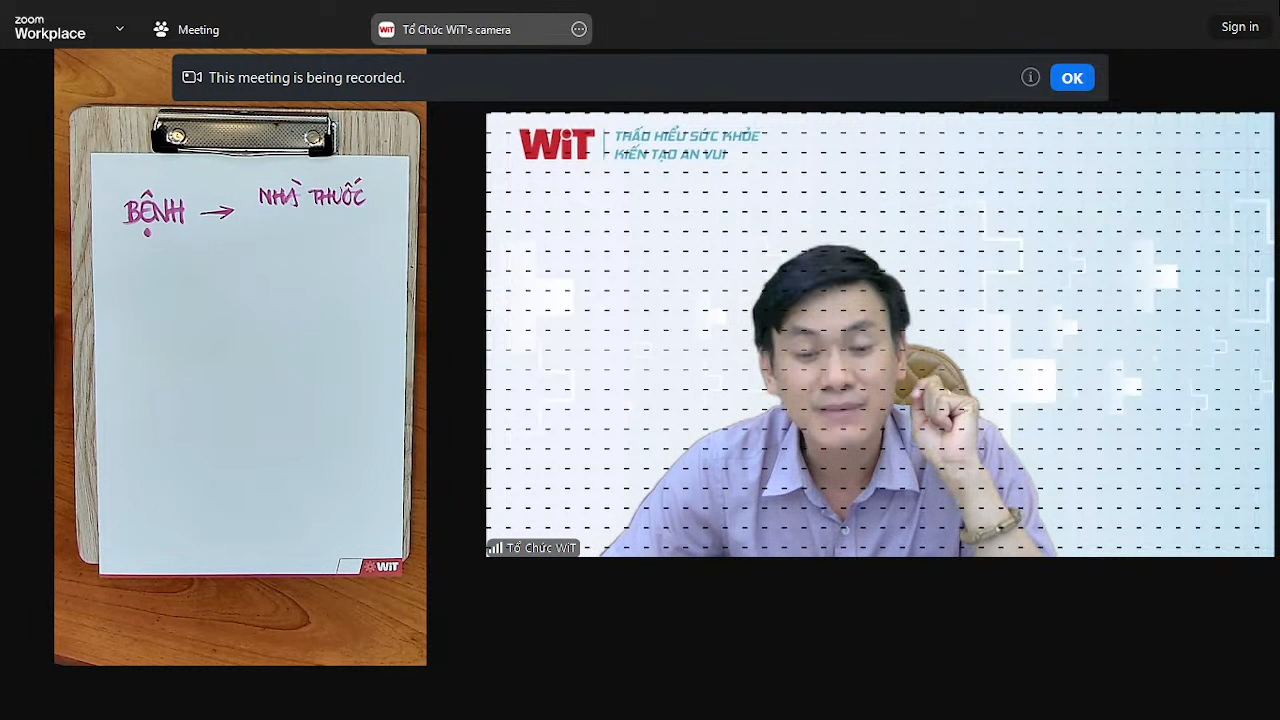 zoom
Workplace
Meeting
Tổ Chức WiT's camera
Sign in
This meeting is being recorded.
OK
BỆNH → NHÀ THUỐC
WiT
WiT
THẤU HIỂU SỨC KHỎE
KIẾN TẠO AN VUI
Tổ Chức WiT